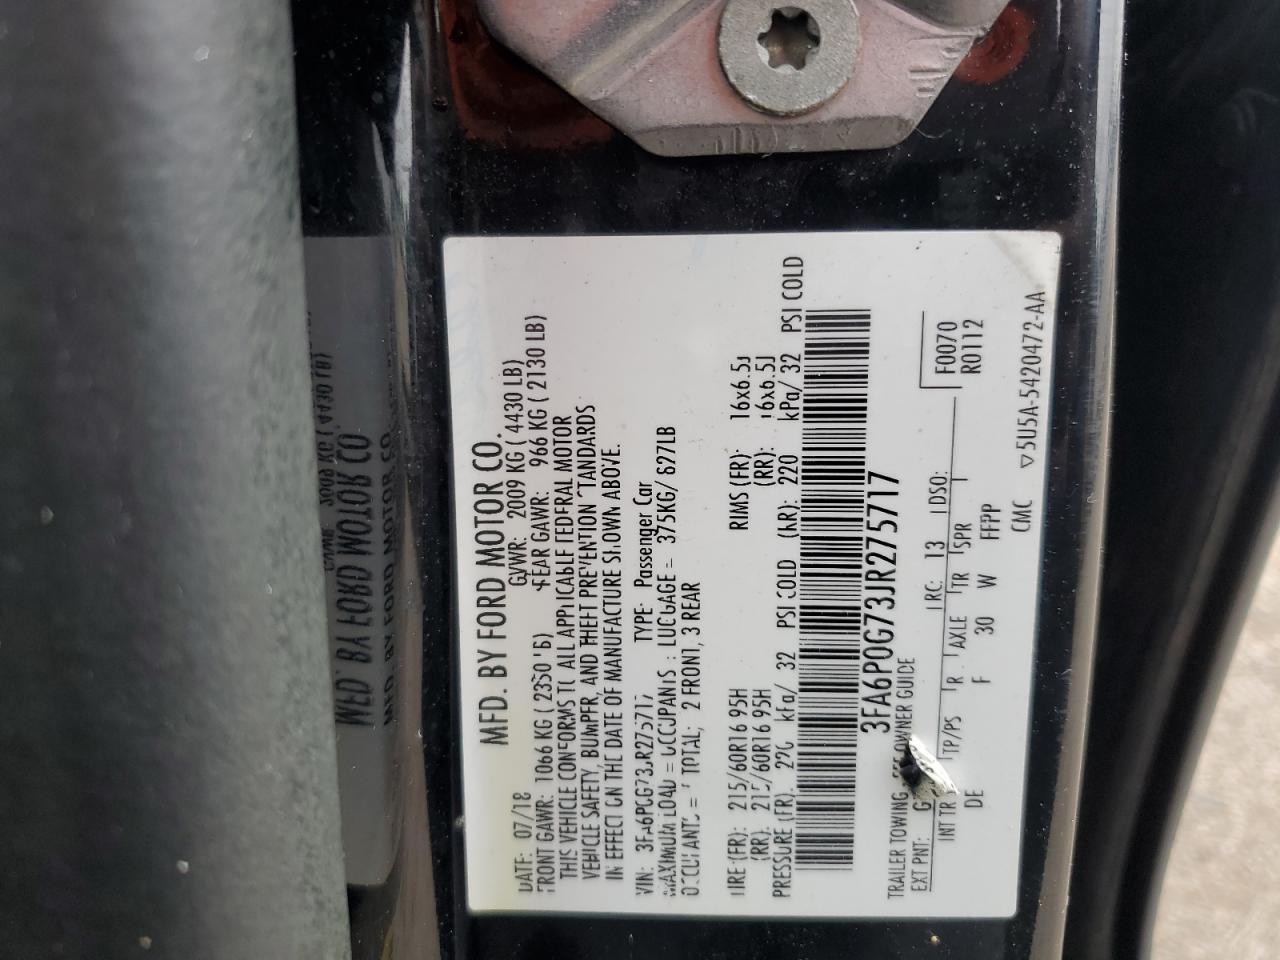 MFD. BY FORD MOTOR CO.
DATE: 07/18 GVWR: 2009 KG ( 4430 LB)
FRONT GAWR: 1066 KG ( 2350 LB) REAR GAWR: 966 KG ( 2130 LB)
THIS VEHICLE CONFORMS TO ALL APPLICABLE FEDERAL MOTOR
VEHICLE SAFETY, BUMPER, AND THEFT PREVENTION STANDARDS
IN EFFECT ON THE DATE OF MANUFACTURE SHOWN ABOVE.
VIN: 3FA6P0G73JR275717 TYPE: Passenger Car
MAXIMUM LOAD = OCCUPANTS : LUGGAGE = 375KG/ 827LB
OCCUPANTS = TOTAL; 2 FRONT, 3 REAR
TIRE (FR): 215/60R16 95H RIMS (FR): 16x6.5J
(RR): 215/60R16 95H (RR): 16x6.5J
PRESSURE (FR): 220 kPa/ 32 PSI COLD (RR): 220 kPa/ 32 PSI COLD
3FA6P0G73JR275717
TRAILER TOWING SEE OWNER GUIDE
EXT PNT: G RC: 13 DSO: F0070
R0112
INT TR TP/PS R AXLE TR SPR
DE F 30 W FFPP
CMC ▽5U5A-5420472-AA